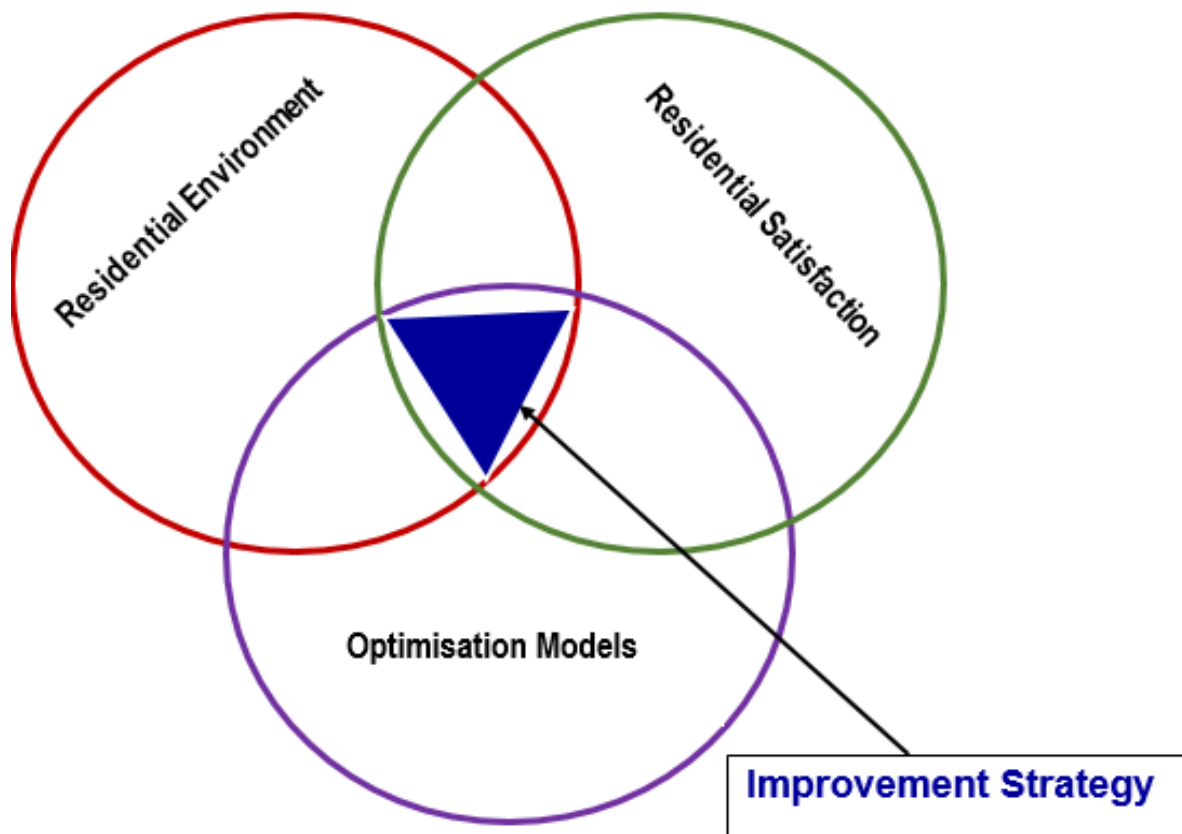 Residential Environment
Residential Satisfaction
Optimisation Models
Improvement Strategy